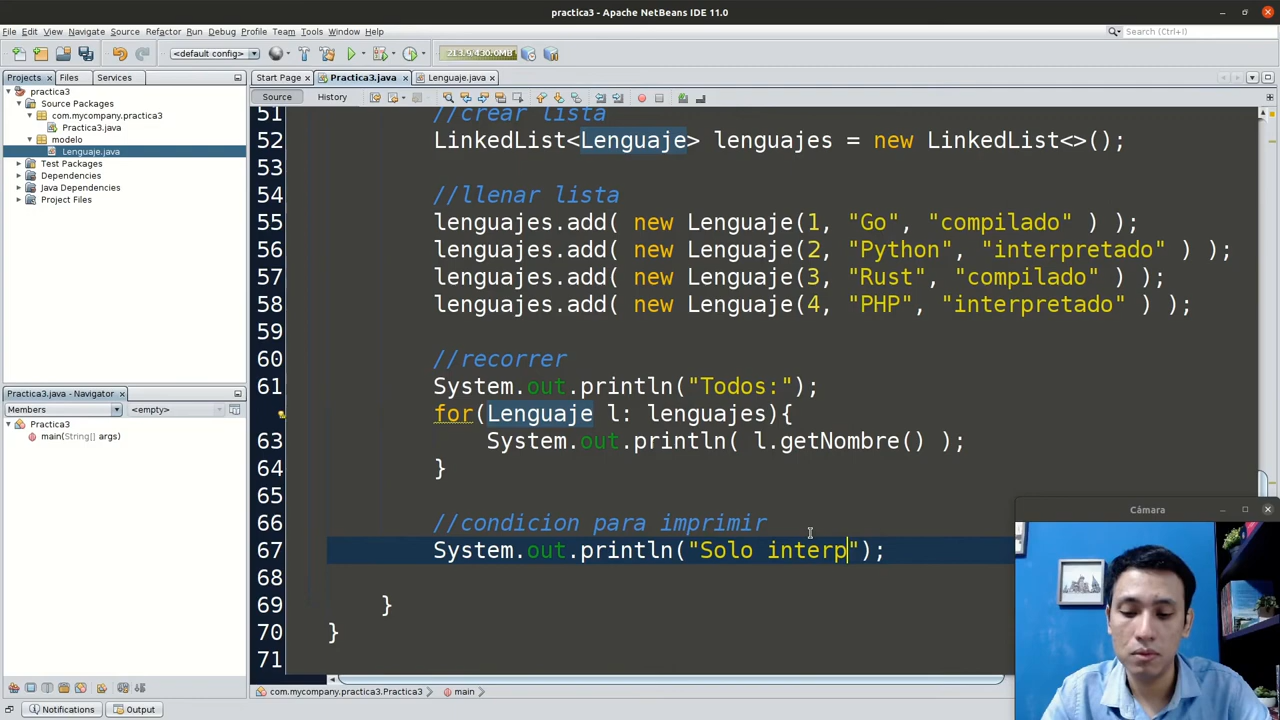 practica3 - Apache NetBeans IDE 11.0
File Edit View Navigate Source Refactor Run Debug Profile Team Tools Window Help
Search (Ctrl+I)
<default config>
213.9/430.0MB
Projects Files Services
practica3
Source Packages
com.mycompany.practica3
Practica3.java
modelo
Lenguaje.java
Test Packages
Dependencies
Java Dependencies
Project Files
Practica3.java - Navigator
Members <empty>
Practica3
main(String[] args)
Start Page Practica3.java Lenguaje.java
Source History
51 //crear lista
52 LinkedList<Lenguaje> lenguajes = new LinkedList<>();
53
54 //llenar lista
55 lenguajes.add( new Lenguaje(1, "Go", "compilado" ) );
56 lenguajes.add( new Lenguaje(2, "Python", "interpretado" ) );
57 lenguajes.add( new Lenguaje(3, "Rust", "compilado" ) );
58 lenguajes.add( new Lenguaje(4, "PHP", "interpretado" ) );
59
60 //recorrer
61 System.out.println("Todos:");
for(Lenguaje l: lenguajes){
63 System.out.println( l.getNombre() );
64 }
65
66 //condicion para imprimir
67 System.out.println("Solo interp");
68
69 }
70 }
71
Cámara
com.mycompany.practica3.Practica3 main
Notifications Output